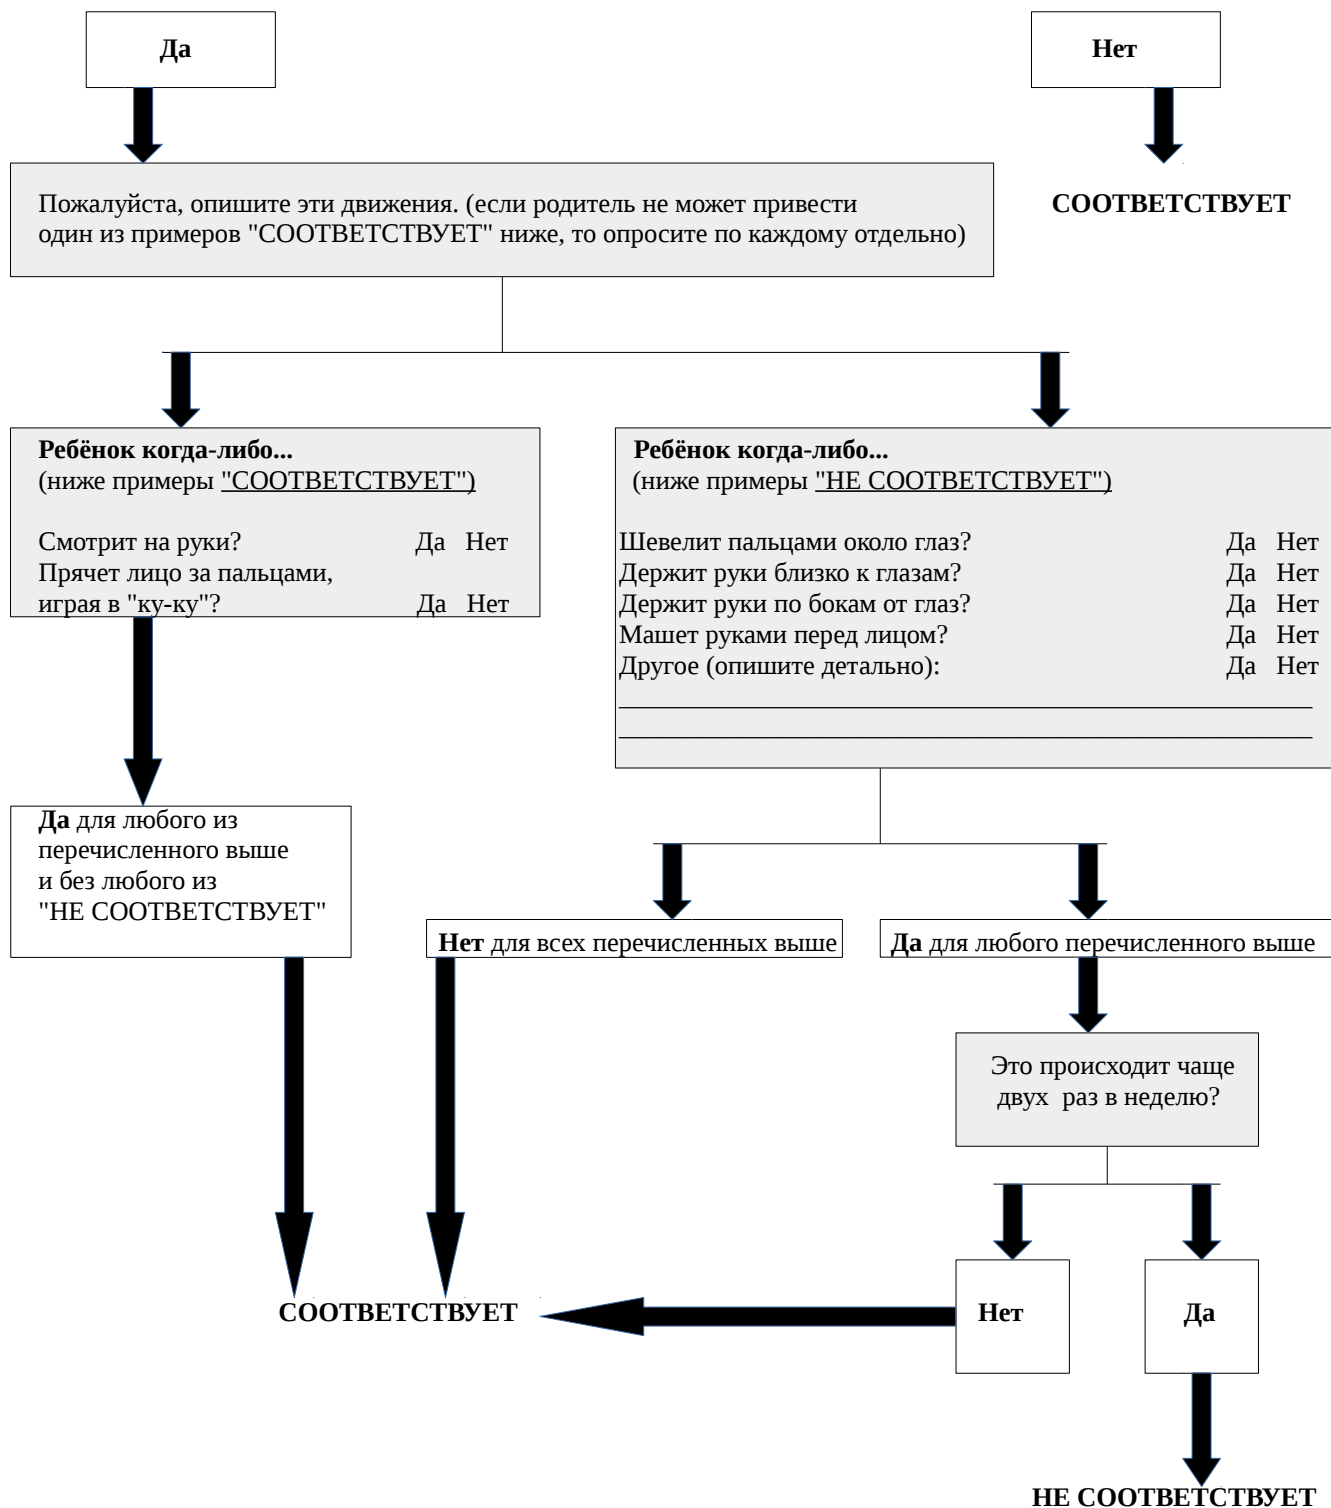 Да
Нет
СООТВЕТСТВУЕТ
Пожалуйста, опишите эти движения. (если родитель не может привести
один из примеров "СООТВЕТСТВУЕТ" ниже, то опросите по каждому отдельно)
Ребёнок когда-либо...
(ниже примеры "СООТВЕТСТВУЕТ")
Смотрит на руки? Да Нет
Прячет лицо за пальцами,
играя в "ку-ку"? Да Нет
Ребёнок когда-либо...
(ниже примеры "НЕ СООТВЕТСТВУЕТ")
Шевелит пальцами около глаз? Да Нет
Держит руки близко к глазам? Да Нет
Держит руки по бокам от глаз? Да Нет
Машет руками перед лицом? Да Нет
Другое (опишите детально): Да Нет
Да для любого из
перечисленного выше
и без любого из
"НЕ СООТВЕТСТВУЕТ"
Нет для всех перечисленных выше
Да для любого перечисленного выше
Это происходит чаще
двух раз в неделю?
СООТВЕТСТВУЕТ
Нет
Да
НЕ СООТВЕТСТВУЕТ